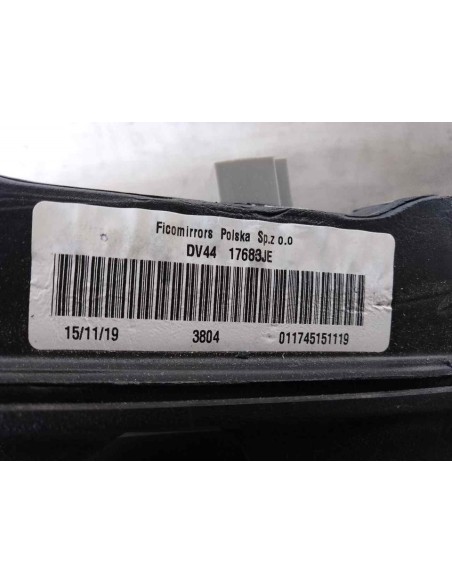 Ficomirrors Polska Sp.z o.o
DV44 17683JE
15/11/19 3804 011745151119